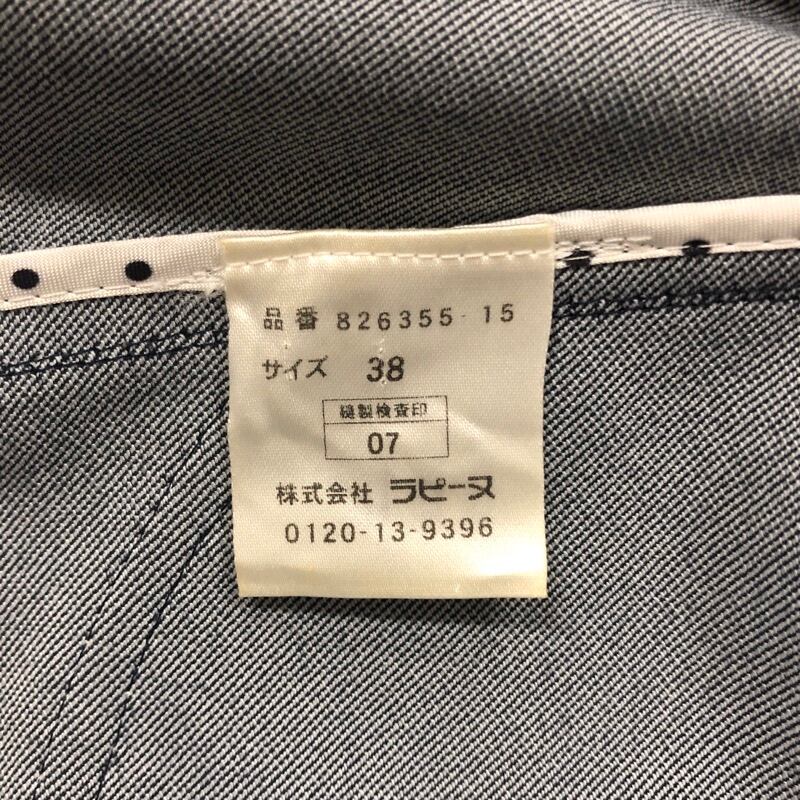 品番 826355-15
サイズ 38
縫製検査印
07
株式会社 ラピーヌ
0120-13-9396